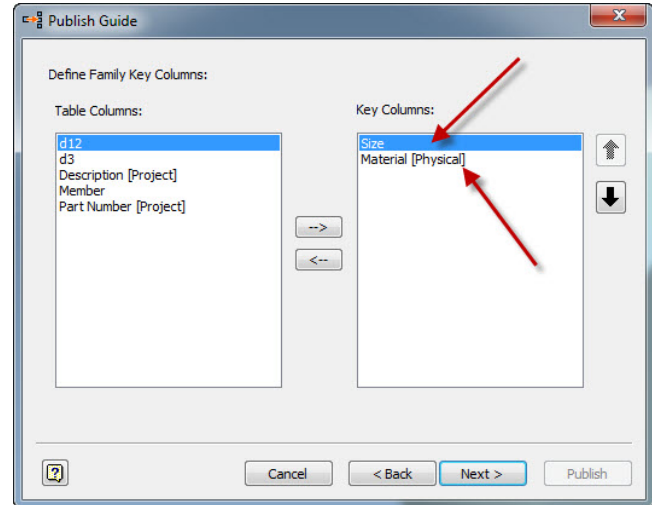 Publish Guide
Define Family Key Columns:
Table Columns:
d12
d3
Description [Project]
Member
Part Number [Project]
-->
<--
Key Columns:
Size
Material [Physical]
Cancel
< Back
Next >
Publish